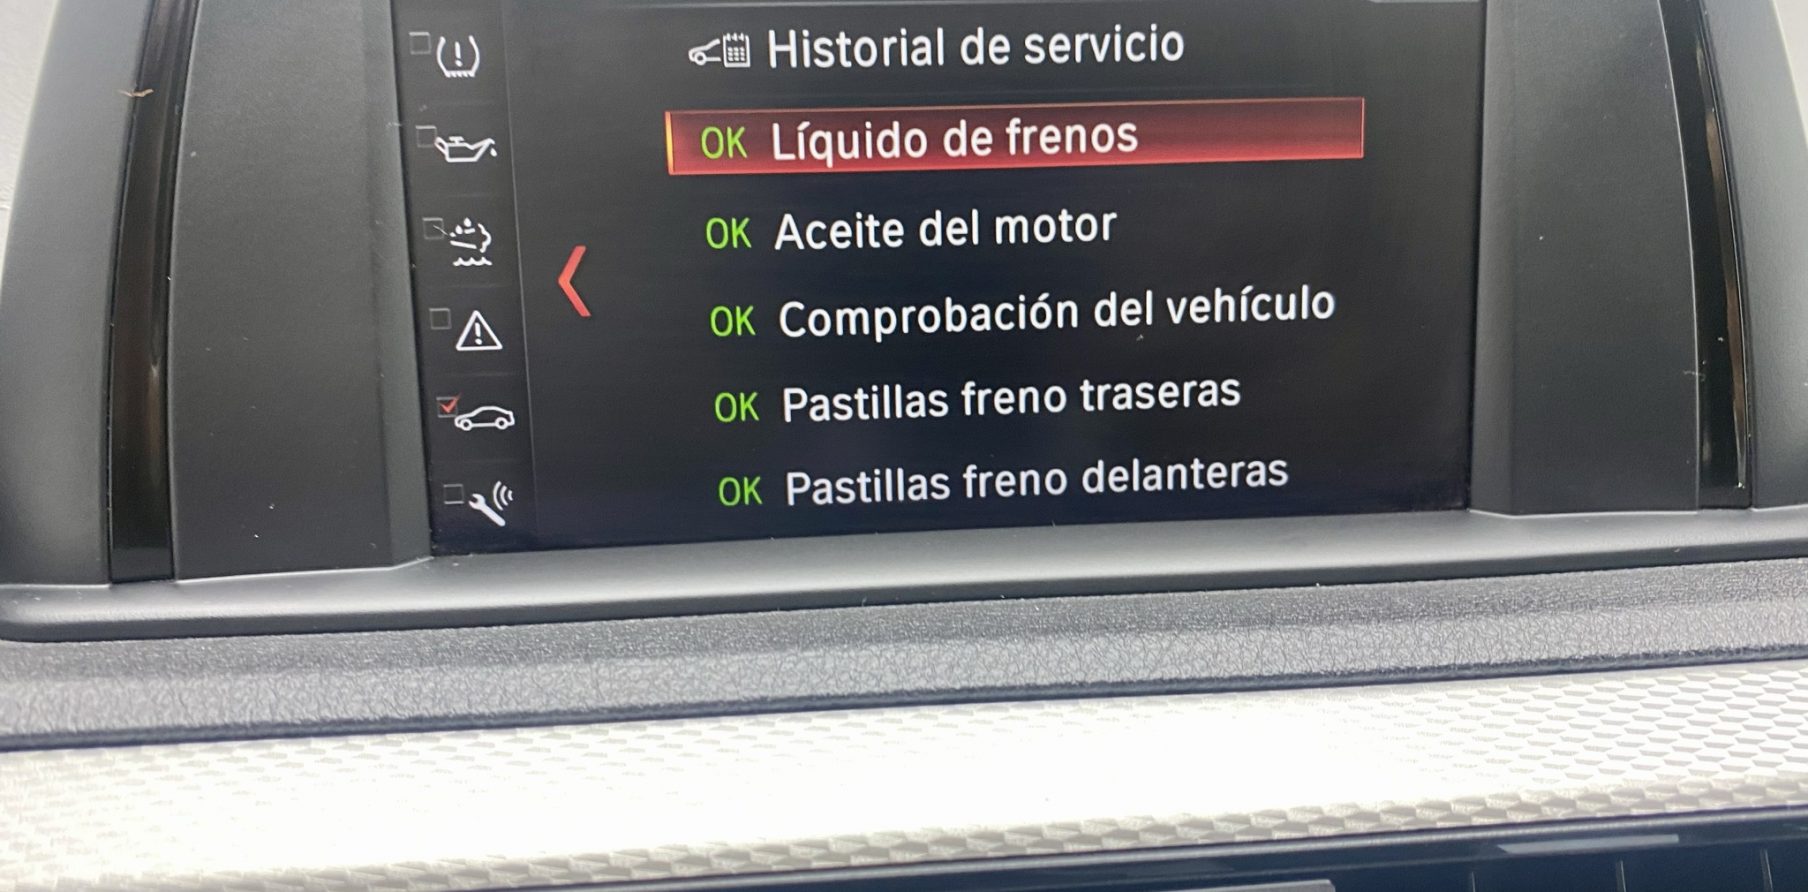 Historial de servicio
OK Líquido de frenos
OK Aceite del motor
OK Comprobación del vehículo
OK Pastillas freno traseras
OK Pastillas freno delanteras